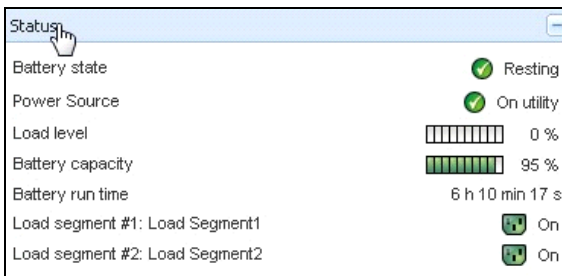 Status
Battery state Resting
Power Source On utility
Load level 0 %
Battery capacity 95 %
Battery run time 6 h 10 min 17 s
Load segment #1: Load Segment1 On
Load segment #2: Load Segment2 On